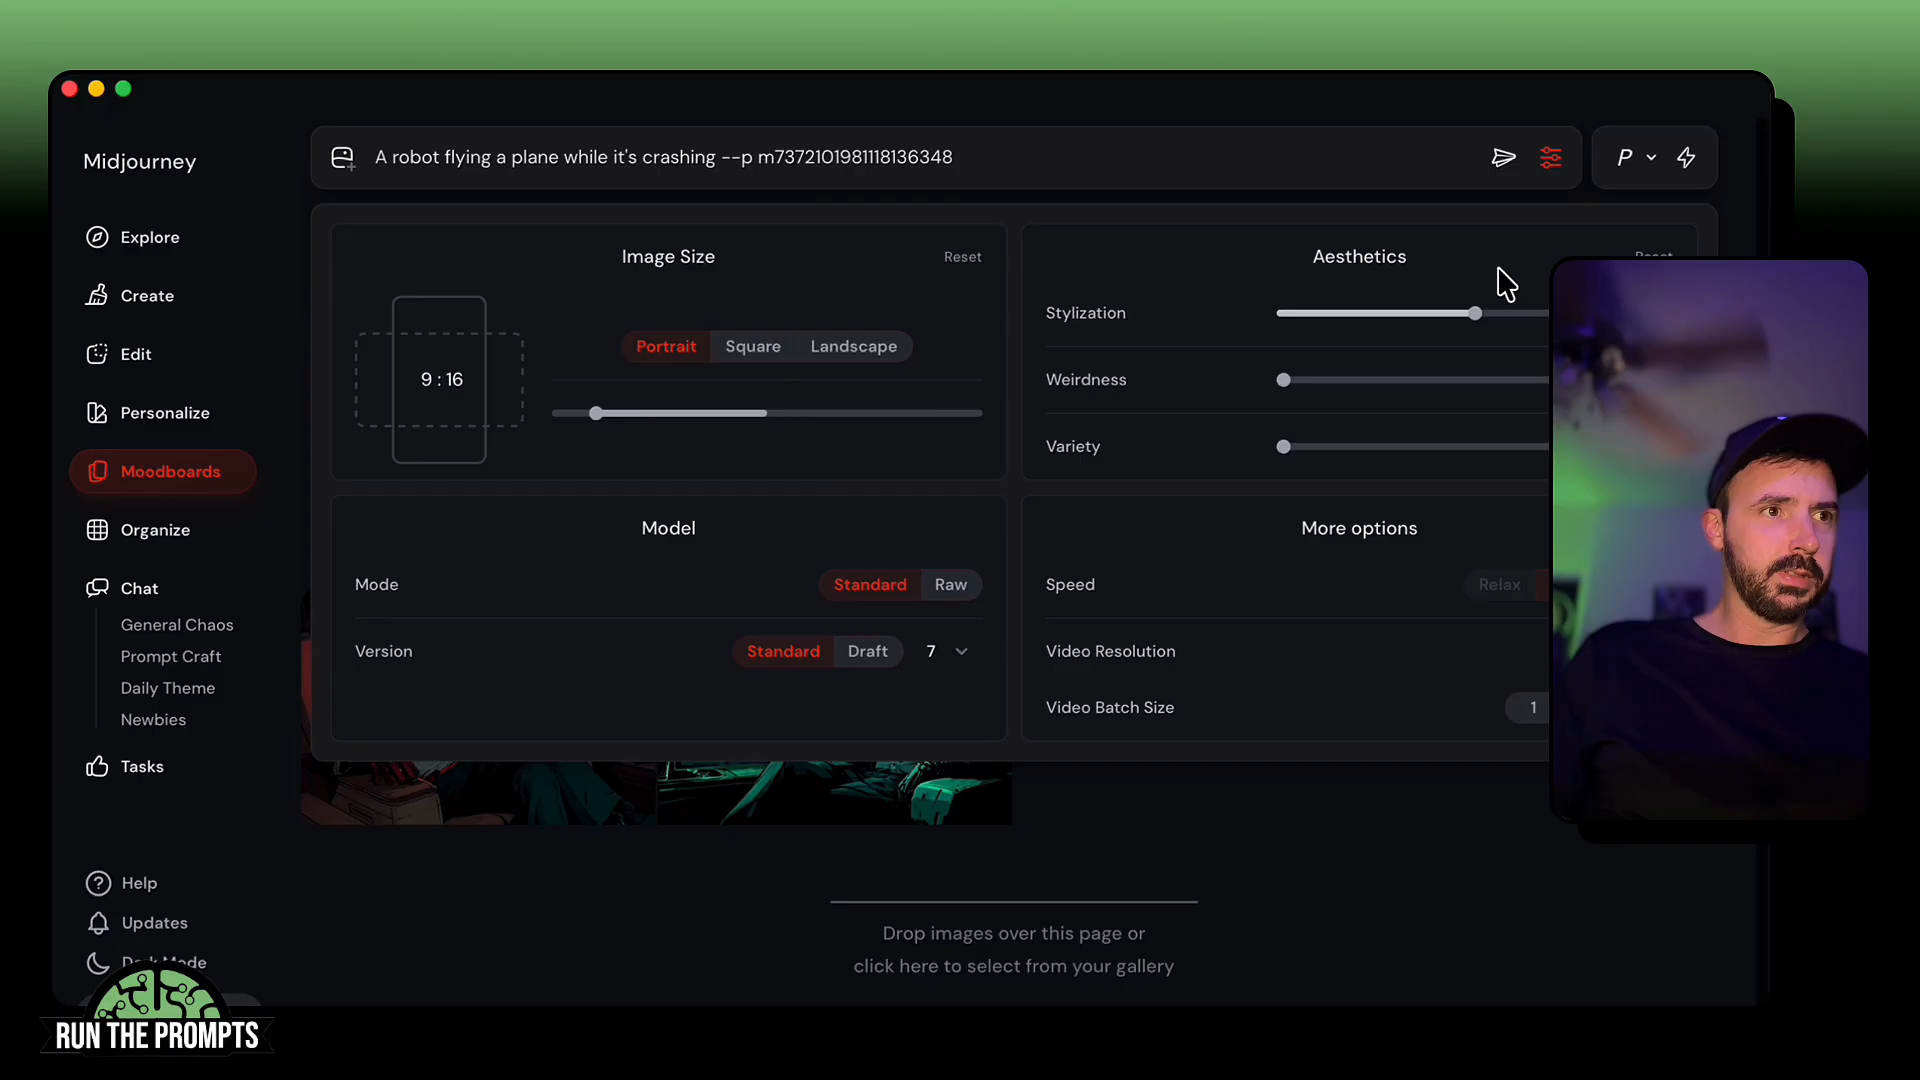 Midjourney
A robot flying a plane while it's crashing --p m7372101981118136348
P
Explore
Create
Edit
Personalize
Moodboards
Organize
Chat
General Chaos
Prompt Craft
Daily Theme
Newbies
Tasks
Help
Updates
Dark Mode
Image Size
Reset
9 : 16
Portrait
Square
Landscape
Aesthetics
Reset
Stylization
Weirdness
Variety
Model
Mode
Standard
Raw
Version
Standard
Draft
7
More options
Speed
Relax
Video Resolution
Video Batch Size
1
Drop images over this page or
click here to select from your gallery
RUN THE PROMPTS